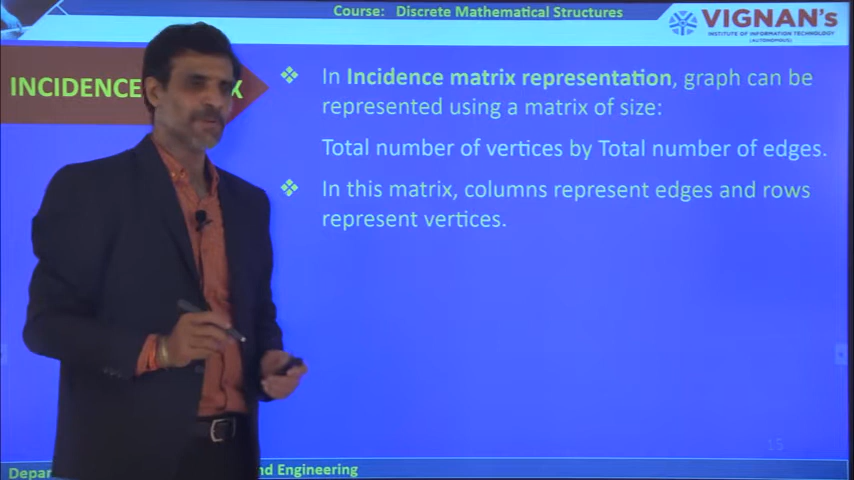 Course: Discrete Mathematical Structures
VIGNAN's
INSTITUTE OF INFORMATION TECHNOLOGY
(AUTONOMOUS)
INCIDENCE
❖ In Incidence matrix representation, graph can be
represented using a matrix of size:
Total number of vertices by Total number of edges.
❖ In this matrix, columns represent edges and rows
represent vertices.
15
nd Engineering